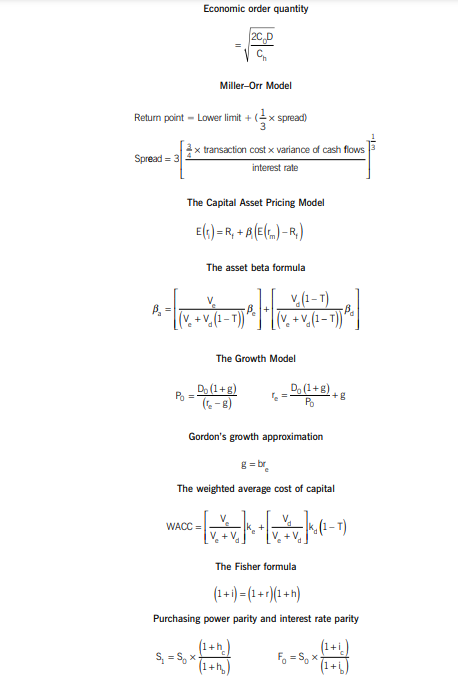 Economic order quantity
= √(2C₀D / Cₕ)
Miller–Orr Model
Return point = Lower limit + (1/3 x spread)
Spread = 3 [ (3/4 x transaction cost x variance of cash flows) / interest rate ]^(1/3)
The Capital Asset Pricing Model
E(rᵢ) = R_f + βᵢ(E(r_m) – R_f)
The asset beta formula
βₐ = [ Vₑ / (Vₑ + V_d(1 – T)) βₑ ] + [ V_d(1 – T) / (Vₑ + V_d(1 – T)) β_d ]
The Growth Model
P₀ = D₀(1+g) / (rₑ – g)    rₑ = D₀(1+g) / P₀ + g
Gordon's growth approximation
g = brₑ
The weighted average cost of capital
WACC = [ Vₑ / (Vₑ + V_d) ] kₑ + [ V_d / (Vₑ + V_d) ] k_d (1 – T)
The Fisher formula
(1 + i) = (1 + r)(1 + h)
Purchasing power parity and interest rate parity
S₁ = S₀ x (1 + h_c) / (1 + h_b)    F₀ = S₀ x (1 + i_c) / (1 + i_b)